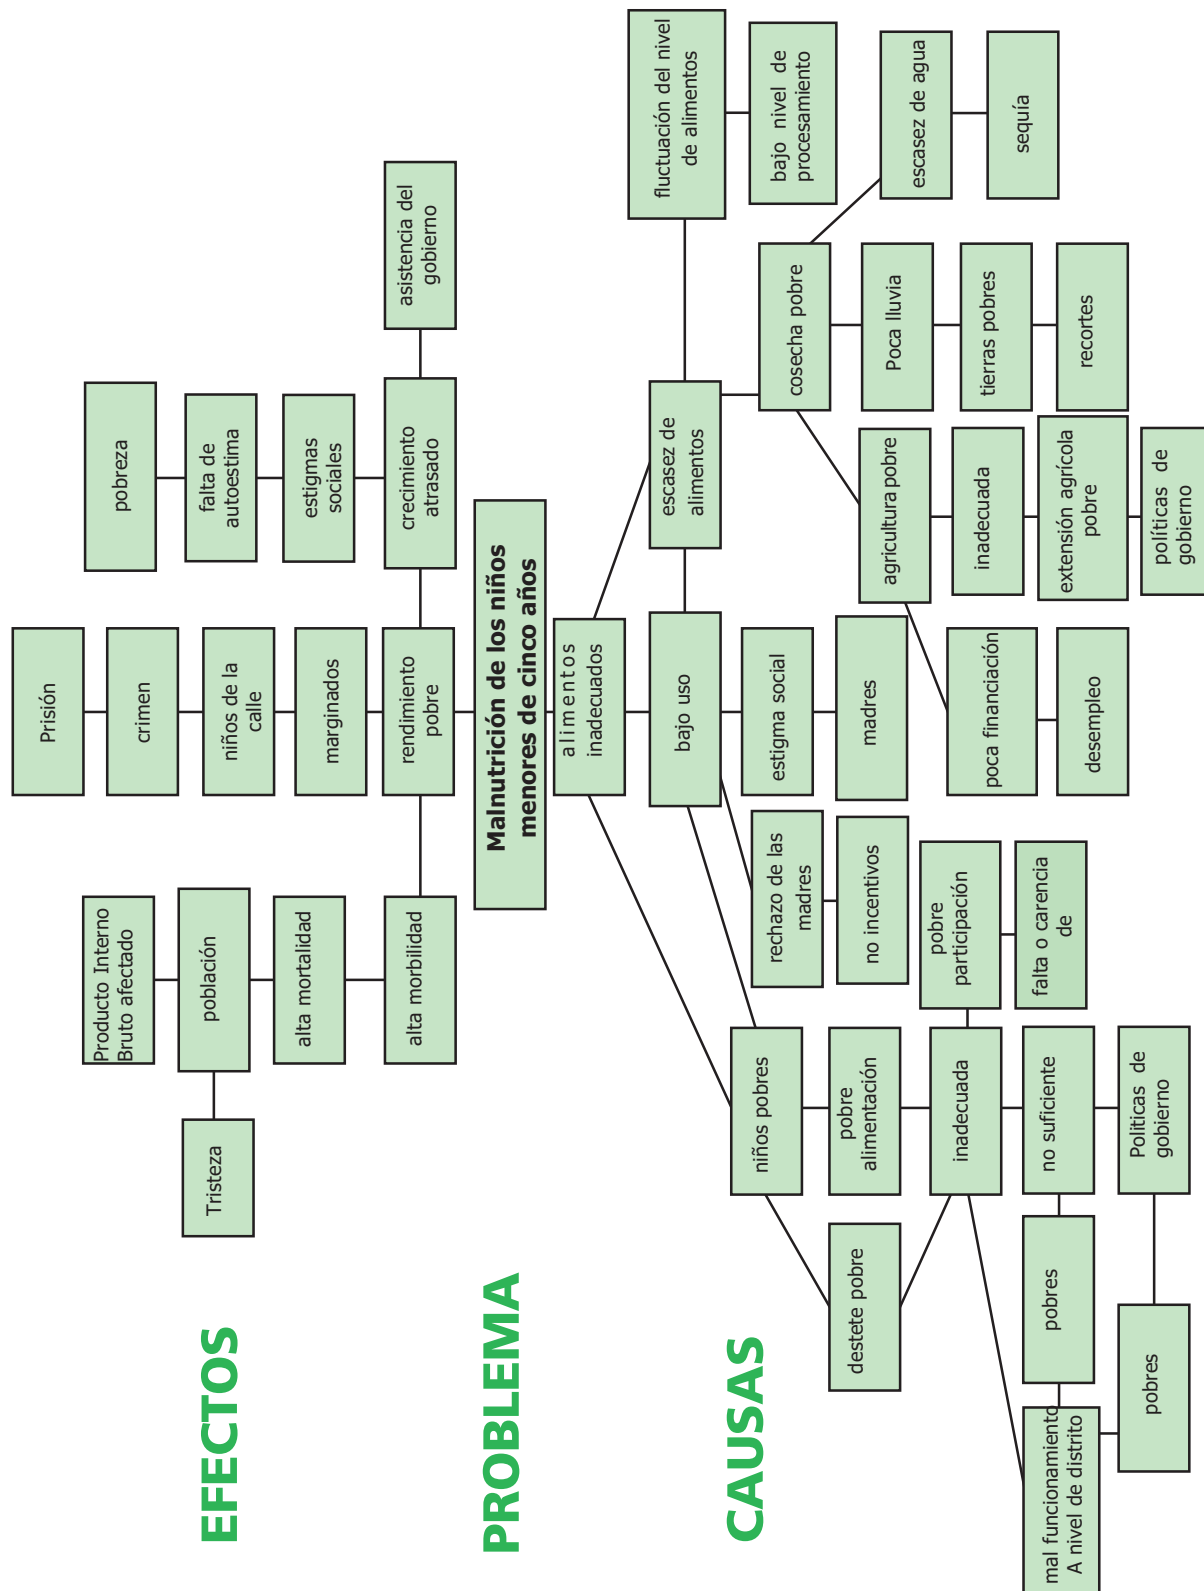 EFECTOS
Tristeza
Producto Interno
Bruto afectado
población
alta mortalidad
alta morbilidad
Prisión
crimen
niños de la
calle
marginados
rendimiento
pobre
pobreza
falta de
autoestima
estigmas
sociales
crecimiento
atrasado
asistencia del
gobierno
PROBLEMA
Malnutrición de los niños
menores de cinco años
CAUSAS
alimentos
inadecuados
bajo uso
escasez de
alimentos
fluctuación del nivel
de alimentos
bajo nivel de
procesamiento
niños pobres
rechazo de las
madres
no incentivos
estigma social
madres
cosecha pobre
escasez de agua
sequía
destete pobre
pobre
alimentación
inadecuada
pobre
participación
falta o carencia
de
agricultura pobre
Poca lluvia
tierras pobres
recortes
poca financiación
desempleo
inadecuada
extensión agrícola
pobre
políticas de
gobierno
mal funcionamiento
A nivel de distrito
pobres
no suficiente
pobres
Politicas de
gobierno